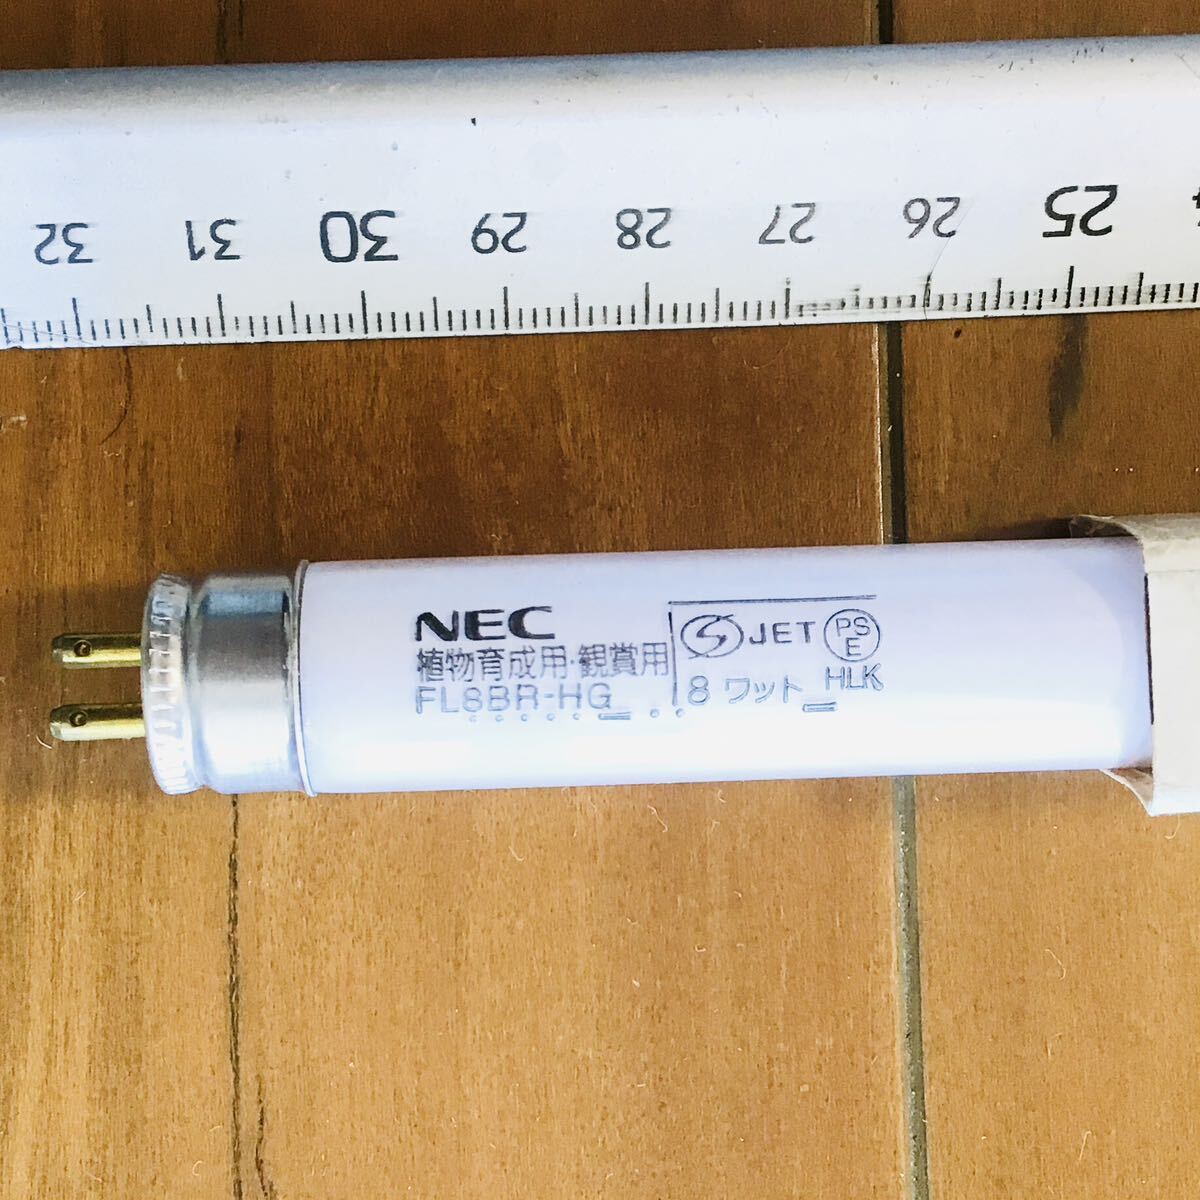 32 31 30 29 28 27 26 25
NEC
植物育成用・観賞用
FL8BR-HG
JET PS E
8 ワット HLK